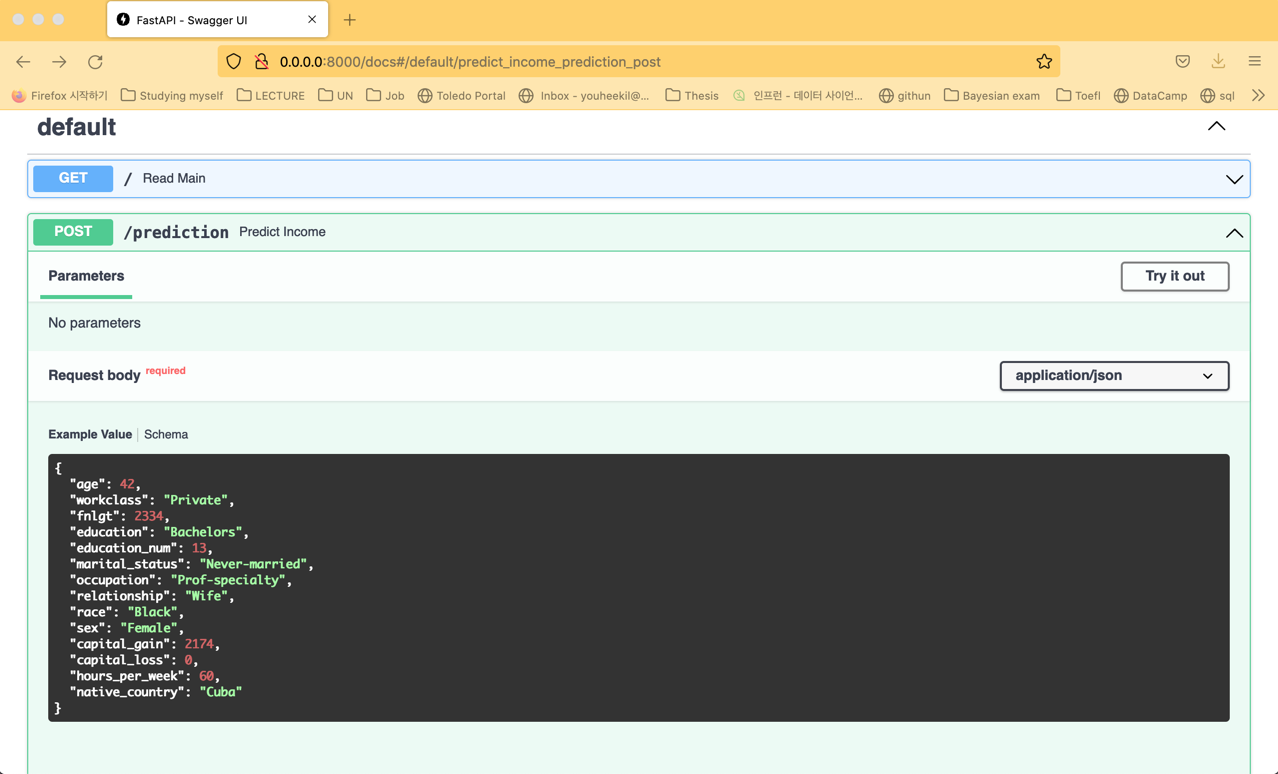 FastAPI - Swagger UI
0.0.0.0:8000/docs#/default/predict_income_prediction_post
Firefox 시작하기 Studying myself LECTURE UN Job Toledo Portal Inbox - youheekil@... Thesis 인프런 - 데이터 사이언... githun Bayesian exam Toefl DataCamp sql
default
GET / Read Main
POST /prediction Predict Income
Parameters Try it out
No parameters
Request body required application/json
Example Value Schema
{
"age": 42,
"workclass": "Private",
"fnlgt": 2334,
"education": "Bachelors",
"education_num": 13,
"marital_status": "Never-married",
"occupation": "Prof-specialty",
"relationship": "Wife",
"race": "Black",
"sex": "Female",
"capital_gain": 2174,
"capital_loss": 0,
"hours_per_week": 60,
"native_country": "Cuba"
}